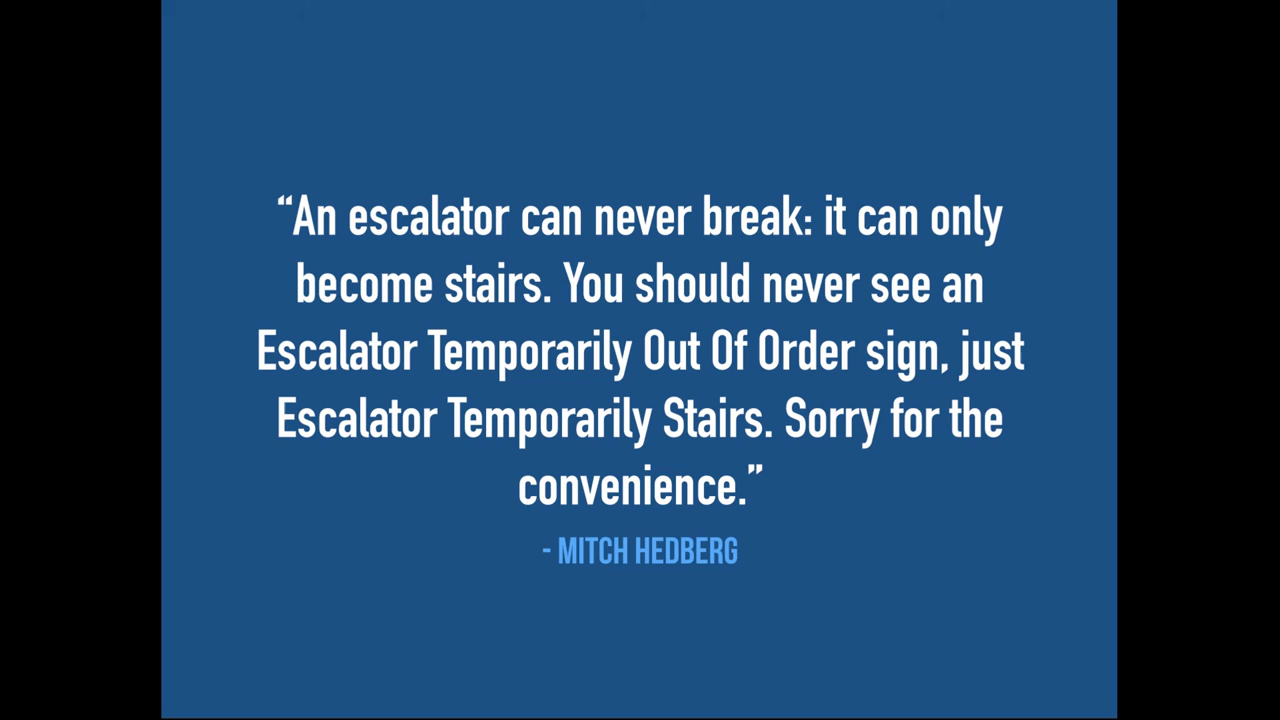 “An escalator can never break: it can only
become stairs. You should never see an
Escalator Temporarily Out Of Order sign, just
Escalator Temporarily Stairs. Sorry for the
convenience.”
- MITCH HEDBERG